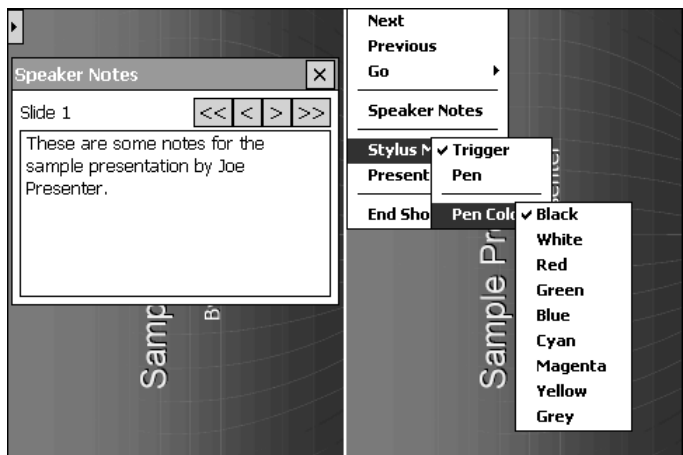 Speaker Notes
Slide 1
<< < > >>
These are some notes for the
sample presentation by Joe
Presenter.
Samp
By
Next
Previous
Go
Speaker Notes
Stylus M
Trigger
Present
Pen
End Sho
Pen Colo
Black
White
Red
Green
Blue
Cyan
Magenta
Yellow
Grey
Sample Pr
enter